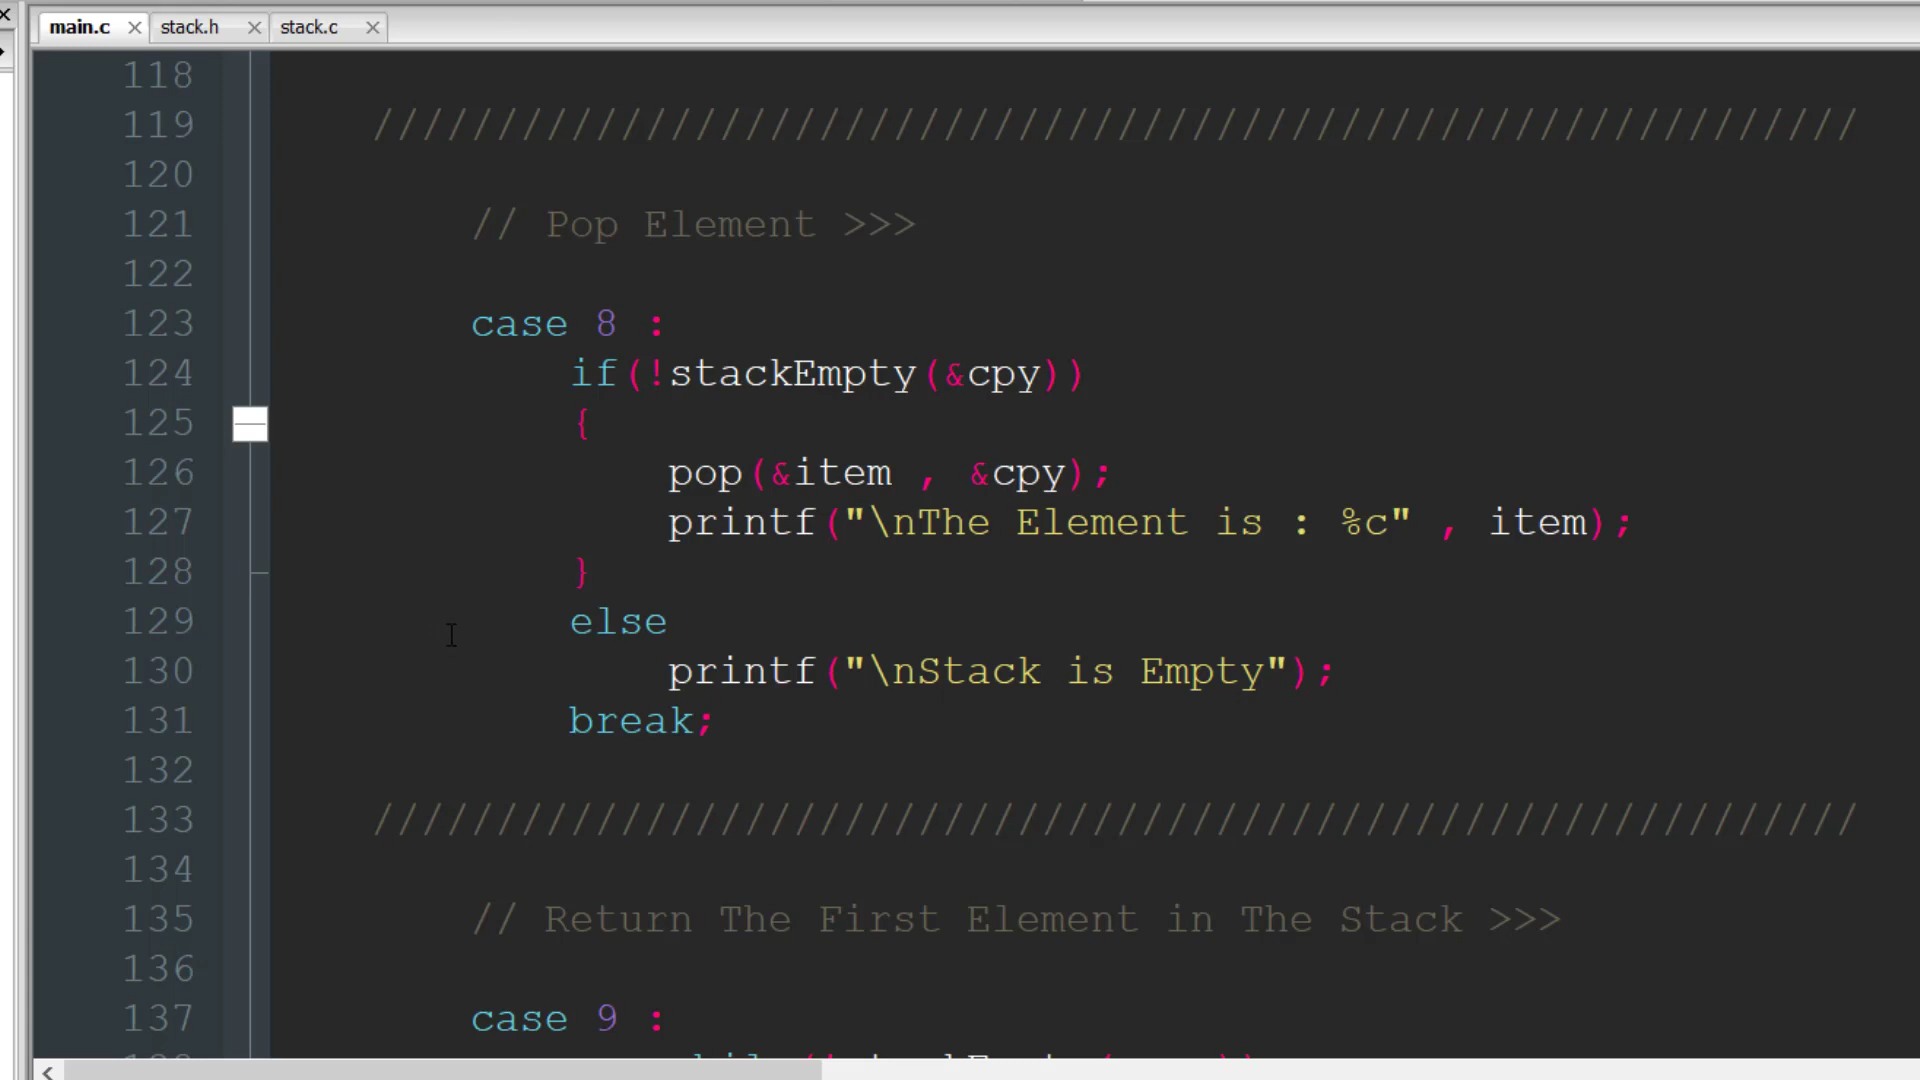 main.c stack.h stack.c
118
119 ////////////////////////////////////////////////////////////
120
121 // Pop Element >>>
122
123 case 8 :
124 if(!stackEmpty(&cpy))
125 {
126 pop(&item , &cpy);
127 printf("\nThe Element is : %c" , item);
128 }
129 else
130 printf("\nStack is Empty");
131 break;
132
133 ////////////////////////////////////////////////////////////
134
135 // Return The First Element in The Stack >>>
136
137 case 9 :